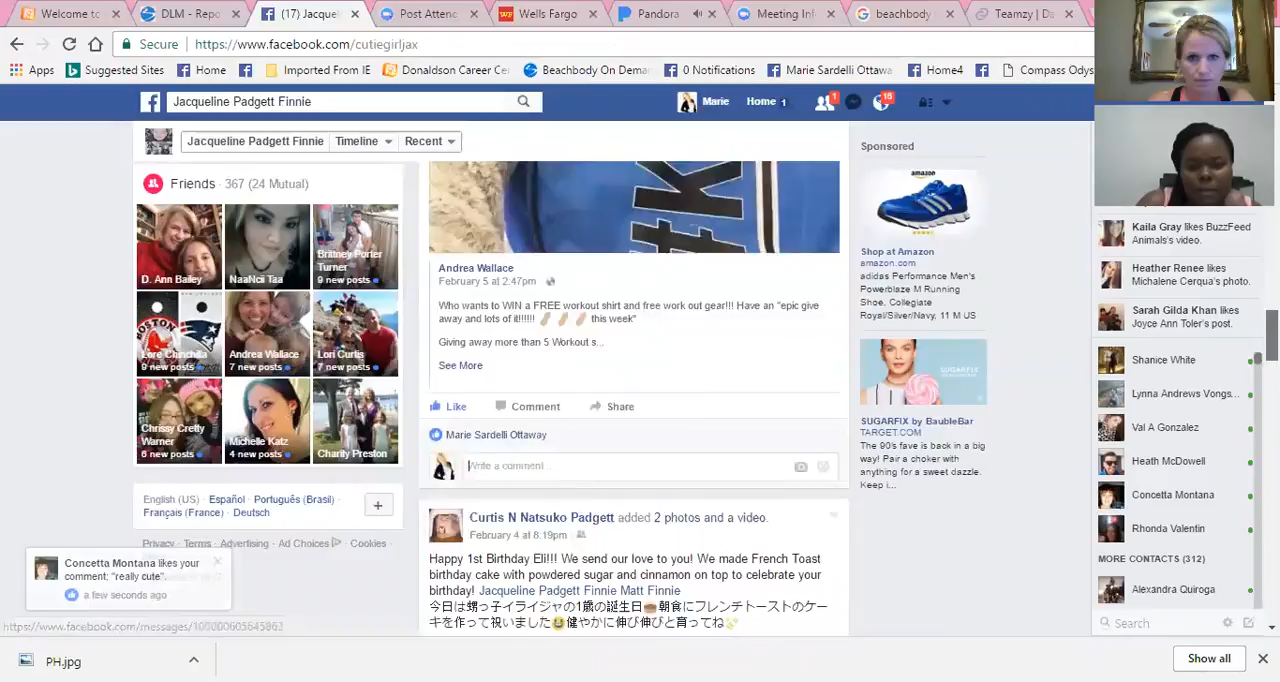 Welcome to
DLM - Repo
(17) Jacque
Post Attend
Wells Fargo
Pandora
Meeting Inf
beachbody
Teamzy | Da
Secure
https://www.facebook.com/cutiegirljax
Apps
Suggested Sites
Home
Imported From IE
Donaldson Career Ce
Beachbody On Dema
0 Notifications
Marie Sardelli Ottawa
Home4
Compass Odys
Jacqueline Padgett Finnie
Marie
Home 1
1
16
Jacqueline Padgett Finnie
Timeline
Recent
Friends · 367 (24 Mutual)
D. Ann Bailey
NaaNcii Taa
Brittney Porter
Turner
9 new posts
BOSTON
Lore Chinchilla
9 new posts
Andrea Wallace
7 new posts
Lori Curtis
7 new posts
Chrissy Cretty
Warner
6 new posts
Michelle Katz
4 new posts
Charity Preston
English (US) · Español · Português (Brasil) ·
Français (France) · Deutsch
Privacy · Terms · Advertising · Ad Choices · Cookies ·
Concetta Montana likes your
comment: "really cute".
a few seconds ago
https://www.facebook.com/messages/100000605645863
Andrea Wallace
February 5 at 2:47pm
Who wants to WIN a FREE workout shirt and free work out gear!!! Have an "epic give
away and lots of it!!!!!! this week"
Giving away more than 5 Workout s...
See More
Like
Comment
Share
Marie Sardelli Ottaway
Write a comment...
Curtis N Natsuko Padgett added 2 photos and a video.
February 4 at 8:19pm
Happy 1st Birthday Eli!!! We send our love to you! We made French Toast
birthday cake with powdered sugar and cinnamon on top to celebrate your
birthday! Jacqueline Padgett Finnie Matt Finnie
今日は甥っ子イライジャの1歳の誕生日🍰朝食にフレンチトーストのケー
キを作って祝いました😄健やかに伸び伸びと育ってね
Sponsored
amazon
Shop at Amazon
amazon.com
adidas Performance Men's
Powerblaze M Running
Shoe, Collegiate
Royal/Silver/Navy, 11 M US
SUGARFIX
SUGARFIX by BaubleBar
TARGET.COM
The 90's fave is back in a big
way! Pair a choker with
anything for a sweet dazzle.
Keep i...
Kaila Gray likes BuzzFeed
Animals's video.
Heather Renee likes
Michalene Cerqua's photo.
Sarah Gilda Khan likes
Joyce Ann Toler's post.
Shanice White
Lynna Andrews Vongs...
Val A Gonzalez
Heath McDowell
Concetta Montana
Rhonda Valentin
MORE CONTACTS (312)
Alexandra Quiroga
Search
PH.jpg
Show all